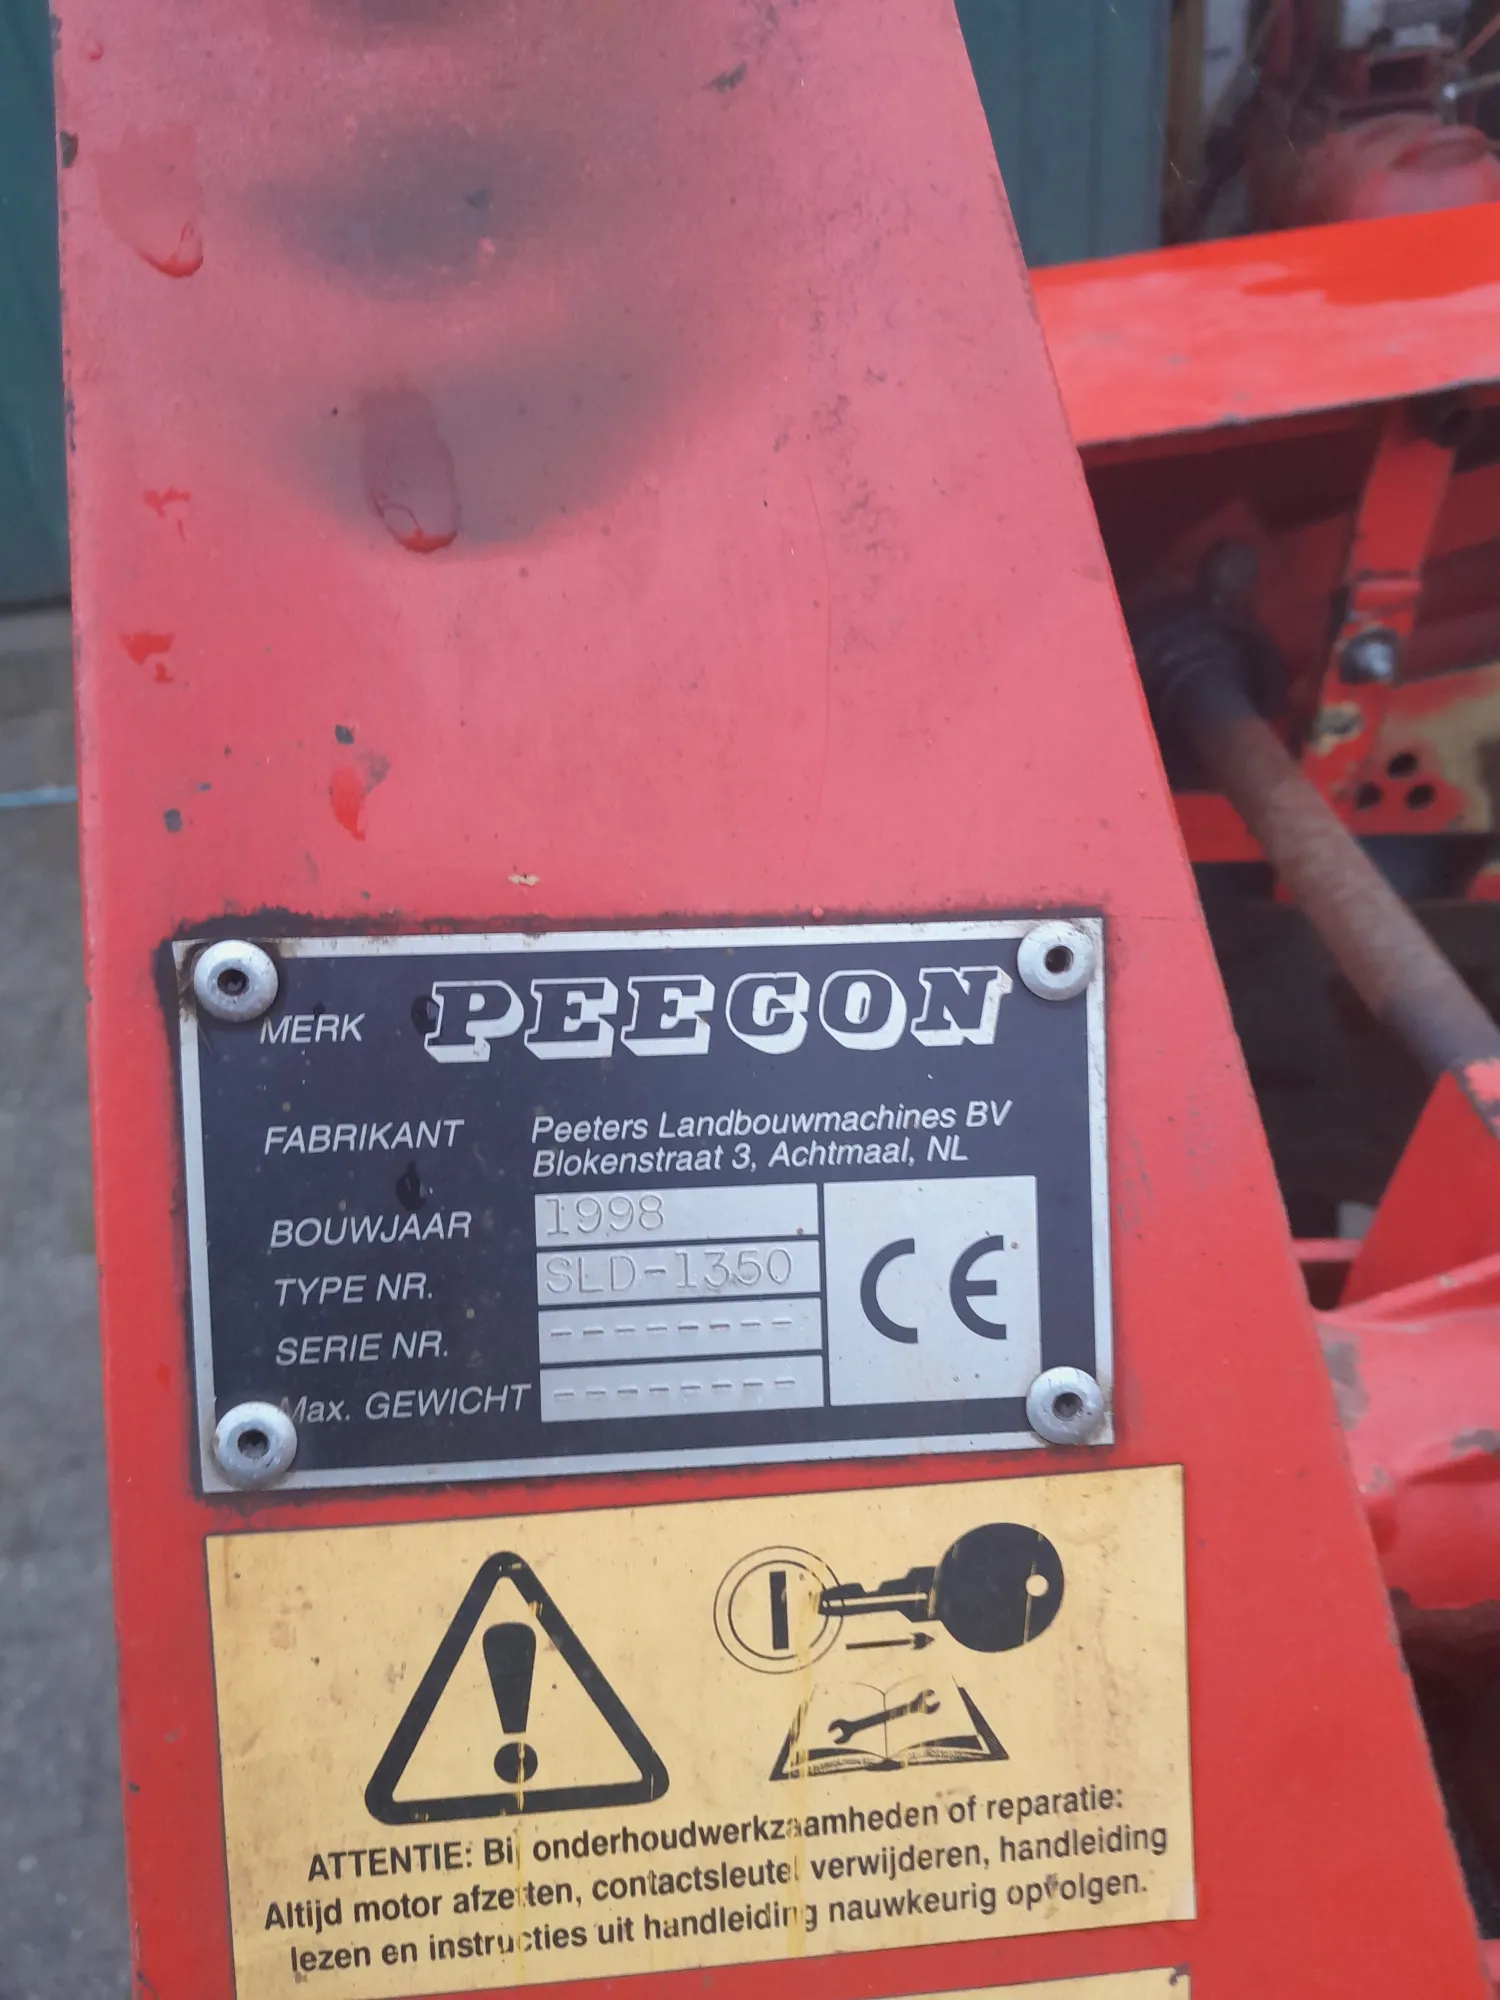 MERK PEECON
FABRIKANT Peeters Landbouwmachines BV
Blokenstraat 3, Achtmaal, NL
BOUWJAAR 1998
TYPE NR. SLD-1350
SERIE NR. --------
Max. GEWICHT --------
CE
ATTENTIE: Bij onderhoudwerkzaamheden of reparatie:
Altijd motor afzetten, contactsleutel verwijderen, handleiding
lezen en instructies uit handleiding nauwkeurig opvolgen.